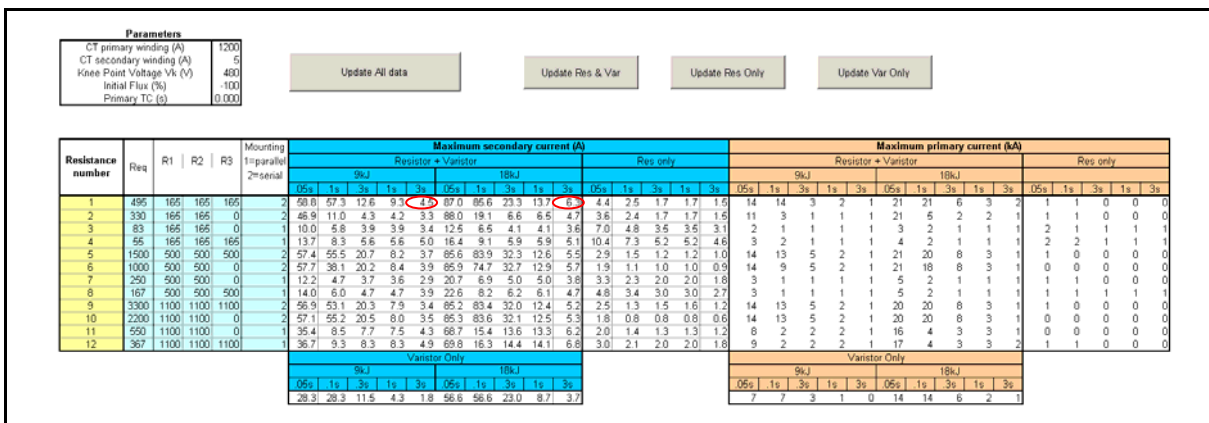 Parameters
CT primary winding (A) 1200
CT secondary winding (A) 5
Knee Point Voltage Vk (V) 480
Initial Flux (%) -100
Primary TC (s) 0.000
Update All data Update Res & Var Update Res Only Update Var Only
Resistance number Req R1 R2 R3 Mounting 1=parallel 2=serial Maximum secondary current (A) Maximum primary current (kA)
Resistor + Varistor Res only Resistor + Varistor Res only
9kJ 18kJ 9kJ 18kJ
.05s .1s .3s 1s 3s .05s .1s .3s 1s 3s .05s .1s .3s 1s 3s .05s .1s .3s 1s 3s .05s .1s .3s 1s 3s .05s .1s .3s 1s 3s
1 495 165 165 165 2 58.8 57.3 12.6 9.3 4.5 87.0 85.6 23.3 13.7 6.3 4.4 2.5 1.7 1.7 1.5 14 14 3 2 1 21 21 6 3 2 1 1 0 0 0
2 330 165 165 0 2 46.9 11.0 4.3 4.2 3.3 88.0 19.1 6.6 6.5 4.7 3.6 2.4 1.7 1.7 1.5 11 3 1 1 1 21 5 2 2 1 1 1 0 0 0
3 83 165 165 0 1 10.0 5.8 3.9 3.9 3.4 12.5 6.5 4.1 4.1 3.6 7.0 4.8 3.5 3.5 3.1 2 1 1 1 1 3 2 1 1 1 2 1 1 1 1
4 55 165 165 165 1 13.7 8.3 5.6 5.6 5.0 16.4 9.1 5.9 5.9 5.1 10.4 7.3 5.2 5.2 4.6 3 2 1 1 1 4 2 1 1 1 2 2 1 1 1
5 1500 500 500 500 2 57.4 55.5 20.7 8.2 3.7 85.6 83.9 32.3 12.6 5.5 2.9 1.5 1.2 1.2 1.0 14 13 5 2 1 21 20 8 3 1 1 0 0 0 0
6 1000 500 500 0 2 57.7 38.1 20.2 8.4 3.9 85.9 74.7 32.7 12.9 5.7 1.9 1.1 1.0 1.0 0.9 14 9 5 2 1 21 18 8 3 1 0 0 0 0 0
7 250 500 500 0 1 12.2 4.7 3.7 3.6 2.9 20.7 6.9 5.0 5.0 3.8 3.3 2.3 2.0 2.0 1.8 3 1 1 1 1 5 2 1 1 1 1 1 0 0 0
8 167 500 500 500 1 14.0 6.0 4.7 4.7 3.9 22.6 8.2 6.2 6.1 4.7 4.8 3.4 3.0 3.0 2.7 3 1 1 1 1 5 2 1 1 1 1 1 1 1 1
9 3300 1100 1100 1100 2 56.9 53.1 20.3 7.9 3.4 85.2 83.4 32.0 12.4 5.2 2.5 1.3 1.5 1.6 1.2 14 13 5 2 1 20 20 8 3 1 1 0 0 0 0
10 2200 1100 1100 0 2 57.1 55.2 20.5 8.0 3.5 85.3 83.6 32.1 12.5 5.3 1.8 0.8 0.8 0.8 0.6 14 13 5 2 1 20 20 8 3 1 0 0 0 0 0
11 550 1100 1100 0 1 35.4 8.5 7.7 7.5 4.3 68.7 15.4 13.6 13.3 6.2 2.0 1.4 1.3 1.3 1.2 8 2 2 2 1 16 4 3 3 1 0 0 0 0 0
12 367 1100 1100 1100 1 36.7 9.3 8.3 8.3 4.9 69.8 16.3 14.4 14.1 6.8 3.0 2.1 2.0 2.0 1.8 9 2 2 2 1 17 4 3 3 2 1 1 0 0 0
Varistor Only Varistor Only
9kJ 18kJ 9kJ 18kJ
.05s .1s .3s 1s 3s .05s .1s .3s 1s 3s .05s .1s .3s 1s 3s .05s .1s .3s 1s 3s
28.3 28.3 11.5 4.3 1.8 56.6 56.6 23.0 8.7 3.7 7 7 3 1 0 14 14 6 2 1